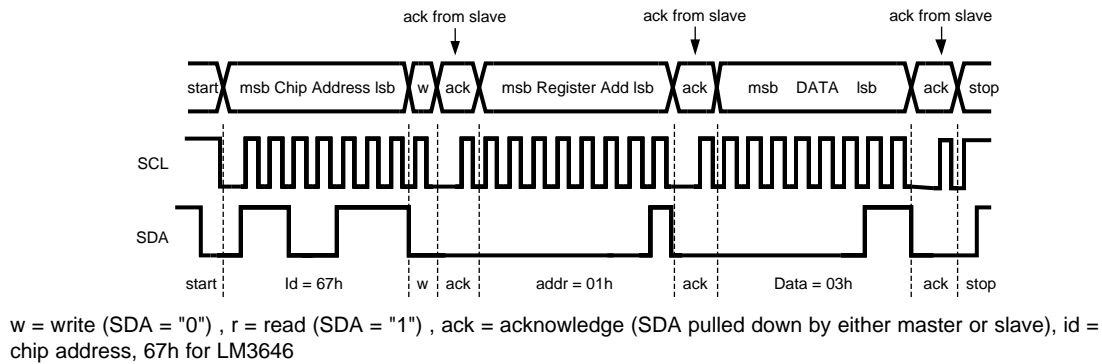 ack from slave ack from slave ack from slave
start msb Chip Address lsb w ack msb Register Add lsb ack msb DATA lsb ack stop
SCL
SDA
start Id = 67h w ack addr = 01h ack Data = 03h ack stop
w = write (SDA = "0") , r = read (SDA = "1") , ack = acknowledge (SDA pulled down by either master or slave), id =
chip address, 67h for LM3646